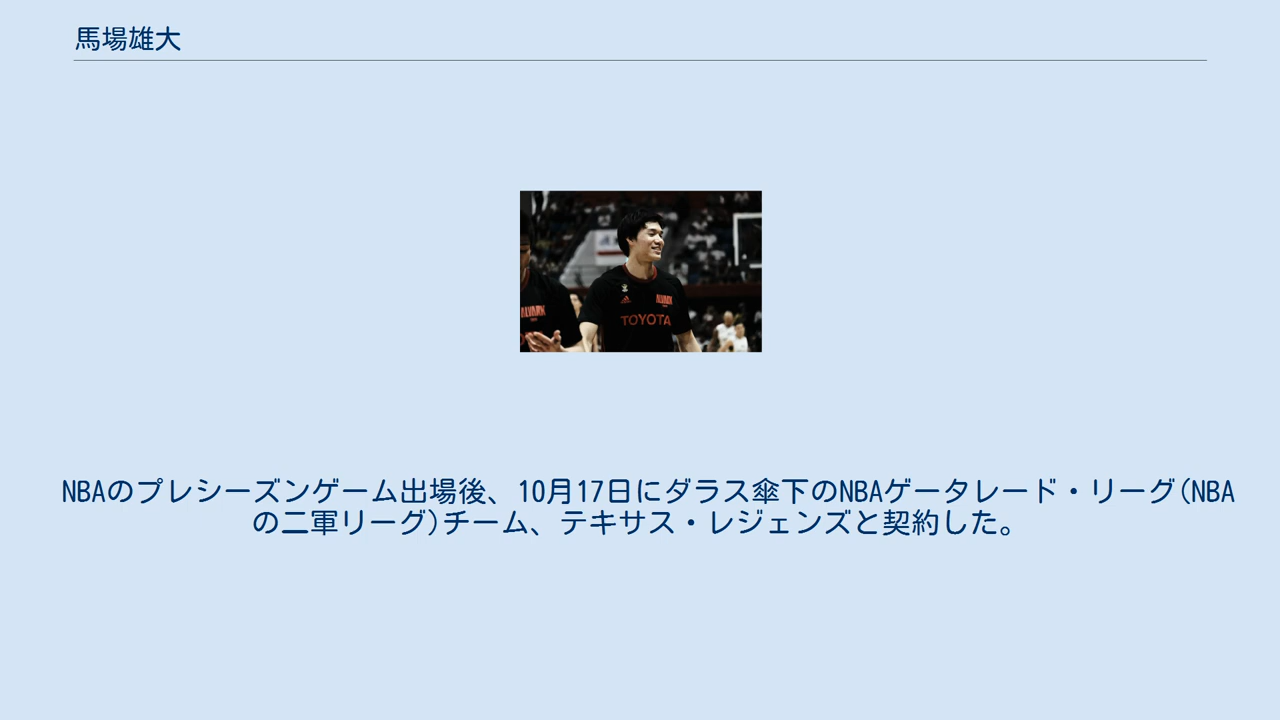 馬場雄大
ALVARK
ALVARK
TOYOTA
NBAのプレシーズンゲーム出場後、10月17日にダラス傘下のNBAゲータレード・リーグ(NBA
の二軍リーグ)チーム、テキサス・レジェンズと契約した。